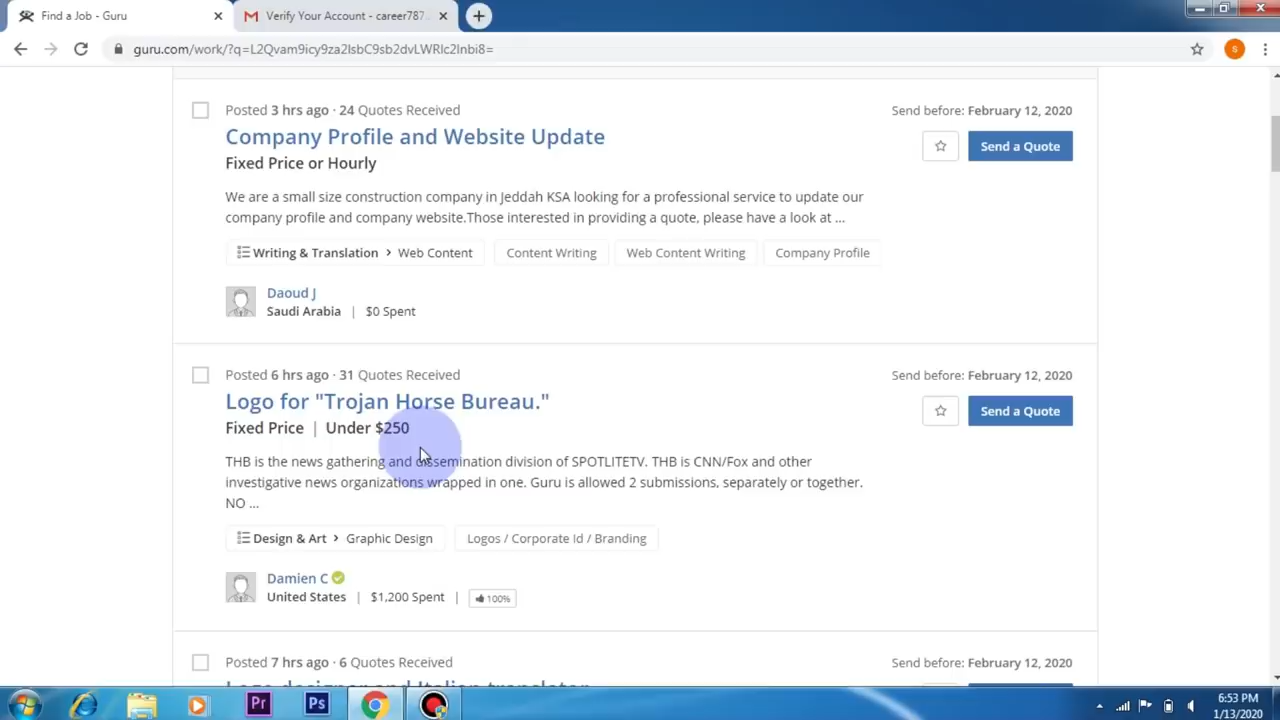 Find a Job - Guru
Verify Your Account - career787
guru.com/work/?q=L2Qvam9icy9za2lsbC9sb2dvLWRlc2lnbi8=
s
Posted 3 hrs ago · 24 Quotes Received
Send before: February 12, 2020
Company Profile and Website Update
Send a Quote
Fixed Price or Hourly
We are a small size construction company in Jeddah KSA looking for a professional service to update our
company profile and company website.Those interested in providing a quote, please have a look at ...
Writing & Translation > Web Content
Content Writing
Web Content Writing
Company Profile
Daoud J
Saudi Arabia | $0 Spent
Posted 6 hrs ago · 31 Quotes Received
Send before: February 12, 2020
Logo for "Trojan Horse Bureau."
Send a Quote
Fixed Price | Under $250
THB is the news gathering and dissemination division of SPOTLITETV. THB is CNN/Fox and other
investigative news organizations wrapped in one. Guru is allowed 2 submissions, separately or together.
NO ...
Design & Art > Graphic Design
Logos / Corporate Id / Branding
Damien C
United States | $1,200 Spent | 100%
Posted 7 hrs ago · 6 Quotes Received
Send before: February 12, 2020
Logo designer and Italian translator
Pr
Ps
6:53 PM
1/13/2020